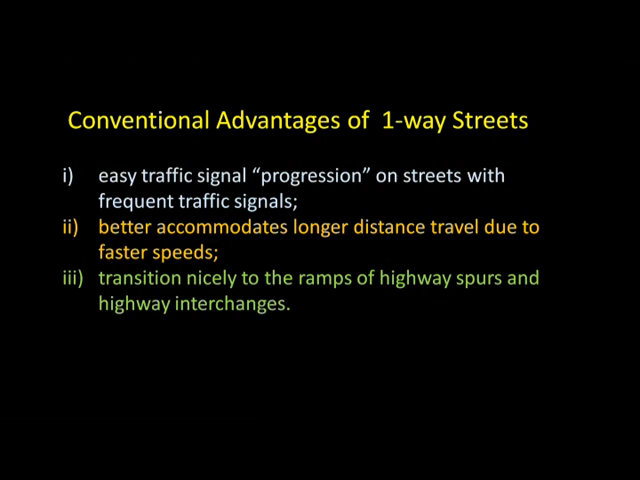 Conventional Advantages of  1-way Streets
i) easy traffic signal “progression” on streets with
frequent traffic signals;
ii) better accommodates longer distance travel due to
faster speeds;
iii) transition nicely to the ramps of highway spurs and
highway interchanges.